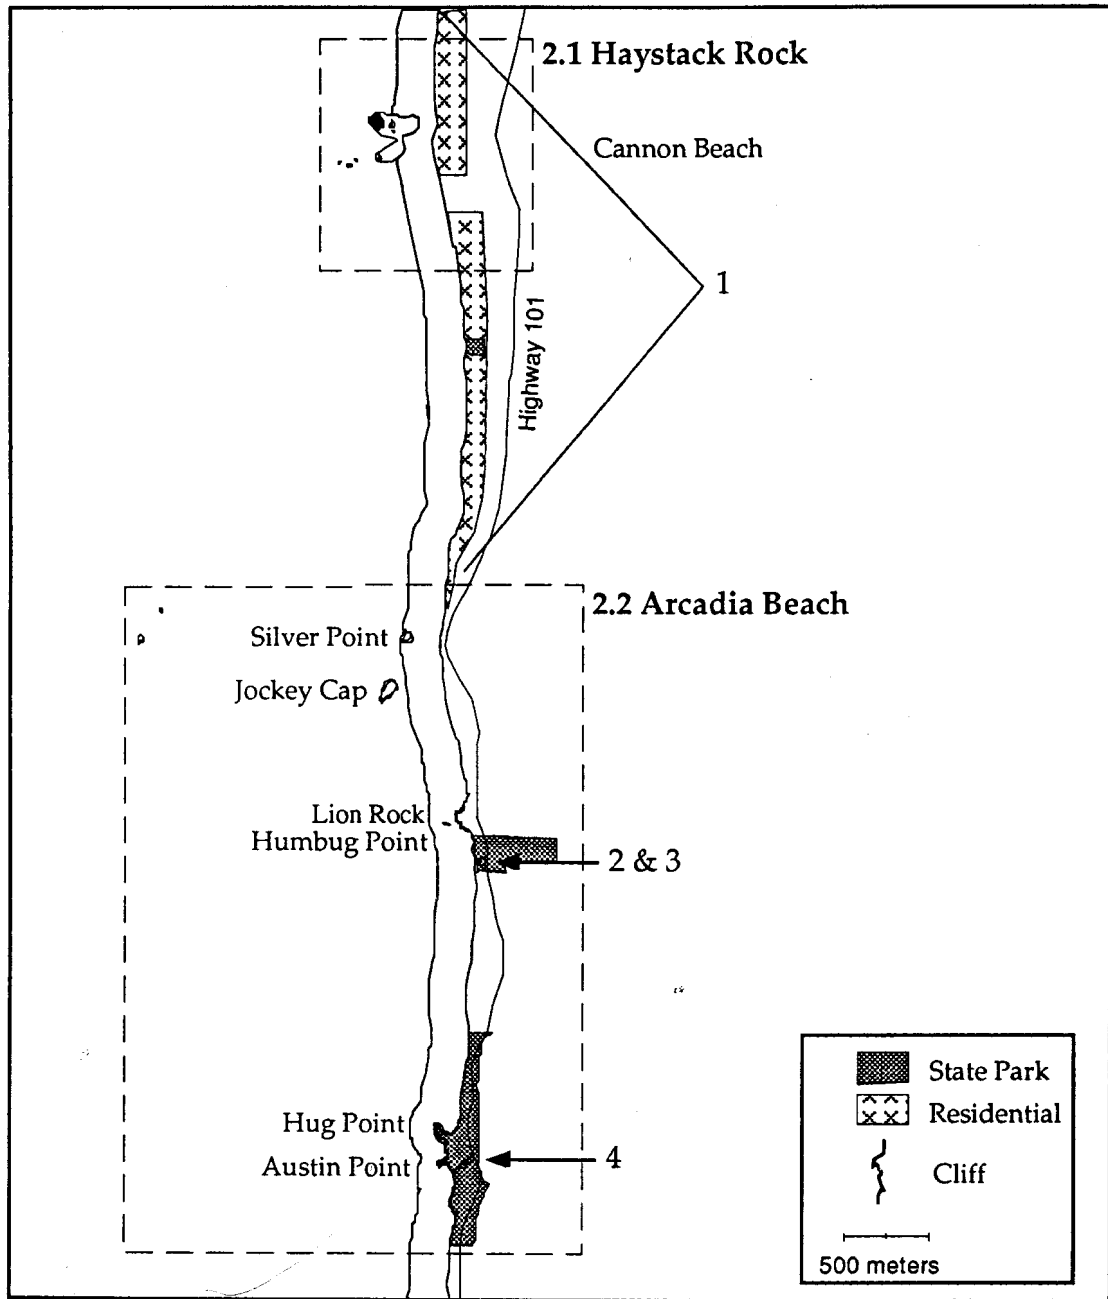 2.1 Haystack Rock
Cannon Beach
1
Highway 101
2.2 Arcadia Beach
Silver Point
Jockey Cap
Lion Rock
Humbug Point
2 & 3
Hug Point
Austin Point
4
State Park
Residential
Cliff
500 meters